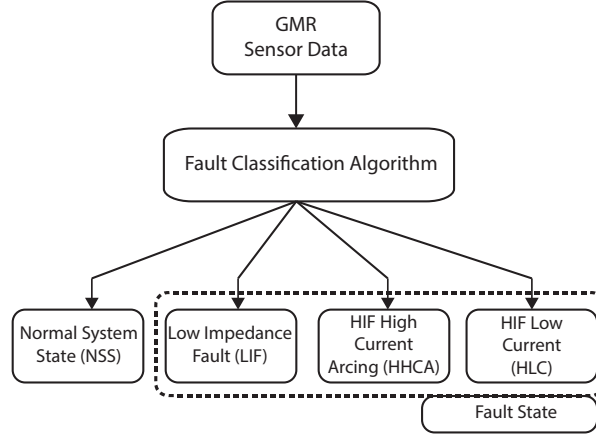 GMR
Sensor Data
Fault Classification Algorithm
Normal System
State (NSS)
Low Impedance
Fault (LIF)
HIF High
Current
Arcing (HHCA)
HIF Low
Current
(HLC)
Fault State